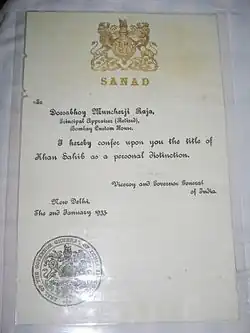 SANAD
To
Dossabhoy Muncherji Raja,
Principal Appraiser (Retired),
Bombay Custom House.
I hereby confer upon you the title of
Khan Sahib as a personal distinction.
Viceroy and Governor General
of India.
New Delhi.
The 2nd January 1933.